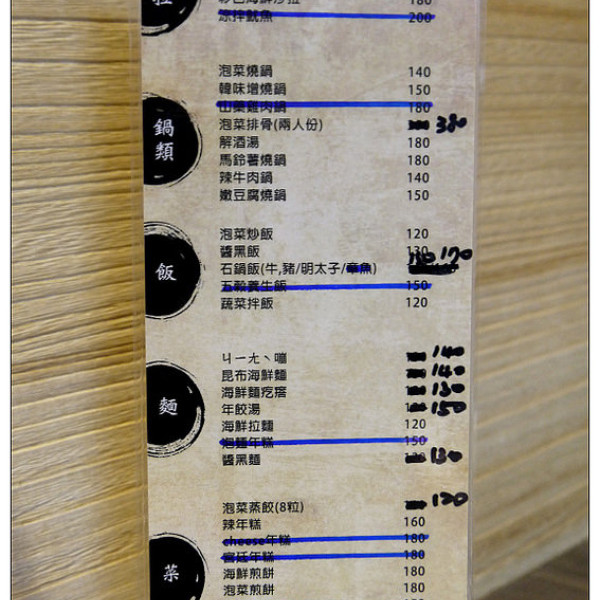 拉
涼拌魷魚 200
鍋類
泡菜燒鍋 140
韓味增燒鍋 150
山藥雞肉鍋 180
泡菜排骨(兩人份) 380
解酒湯 180
馬鈴薯燒鍋 180
辣牛肉鍋 140
嫩豆腐燒鍋 150
飯
泡菜炒飯 120
醬黑飯 130
石鍋飯(牛,豬/明太子/章魚) 150 170
五穀養生飯 150
蔬菜拌飯 120
麵
ㄐㄧㄤ丶嘣 140
昆布海鮮麵 140
海鮮麵疙瘩 130
年餃湯 150
海鮮拉麵 120
泡麵年糕 150
醬黑麵 130
菜
泡菜蒸餃(8粒) 120
辣年糕 160
cheese年糕 180
宮廷年糕 180
海鮮煎餅 180
泡菜煎餅 180